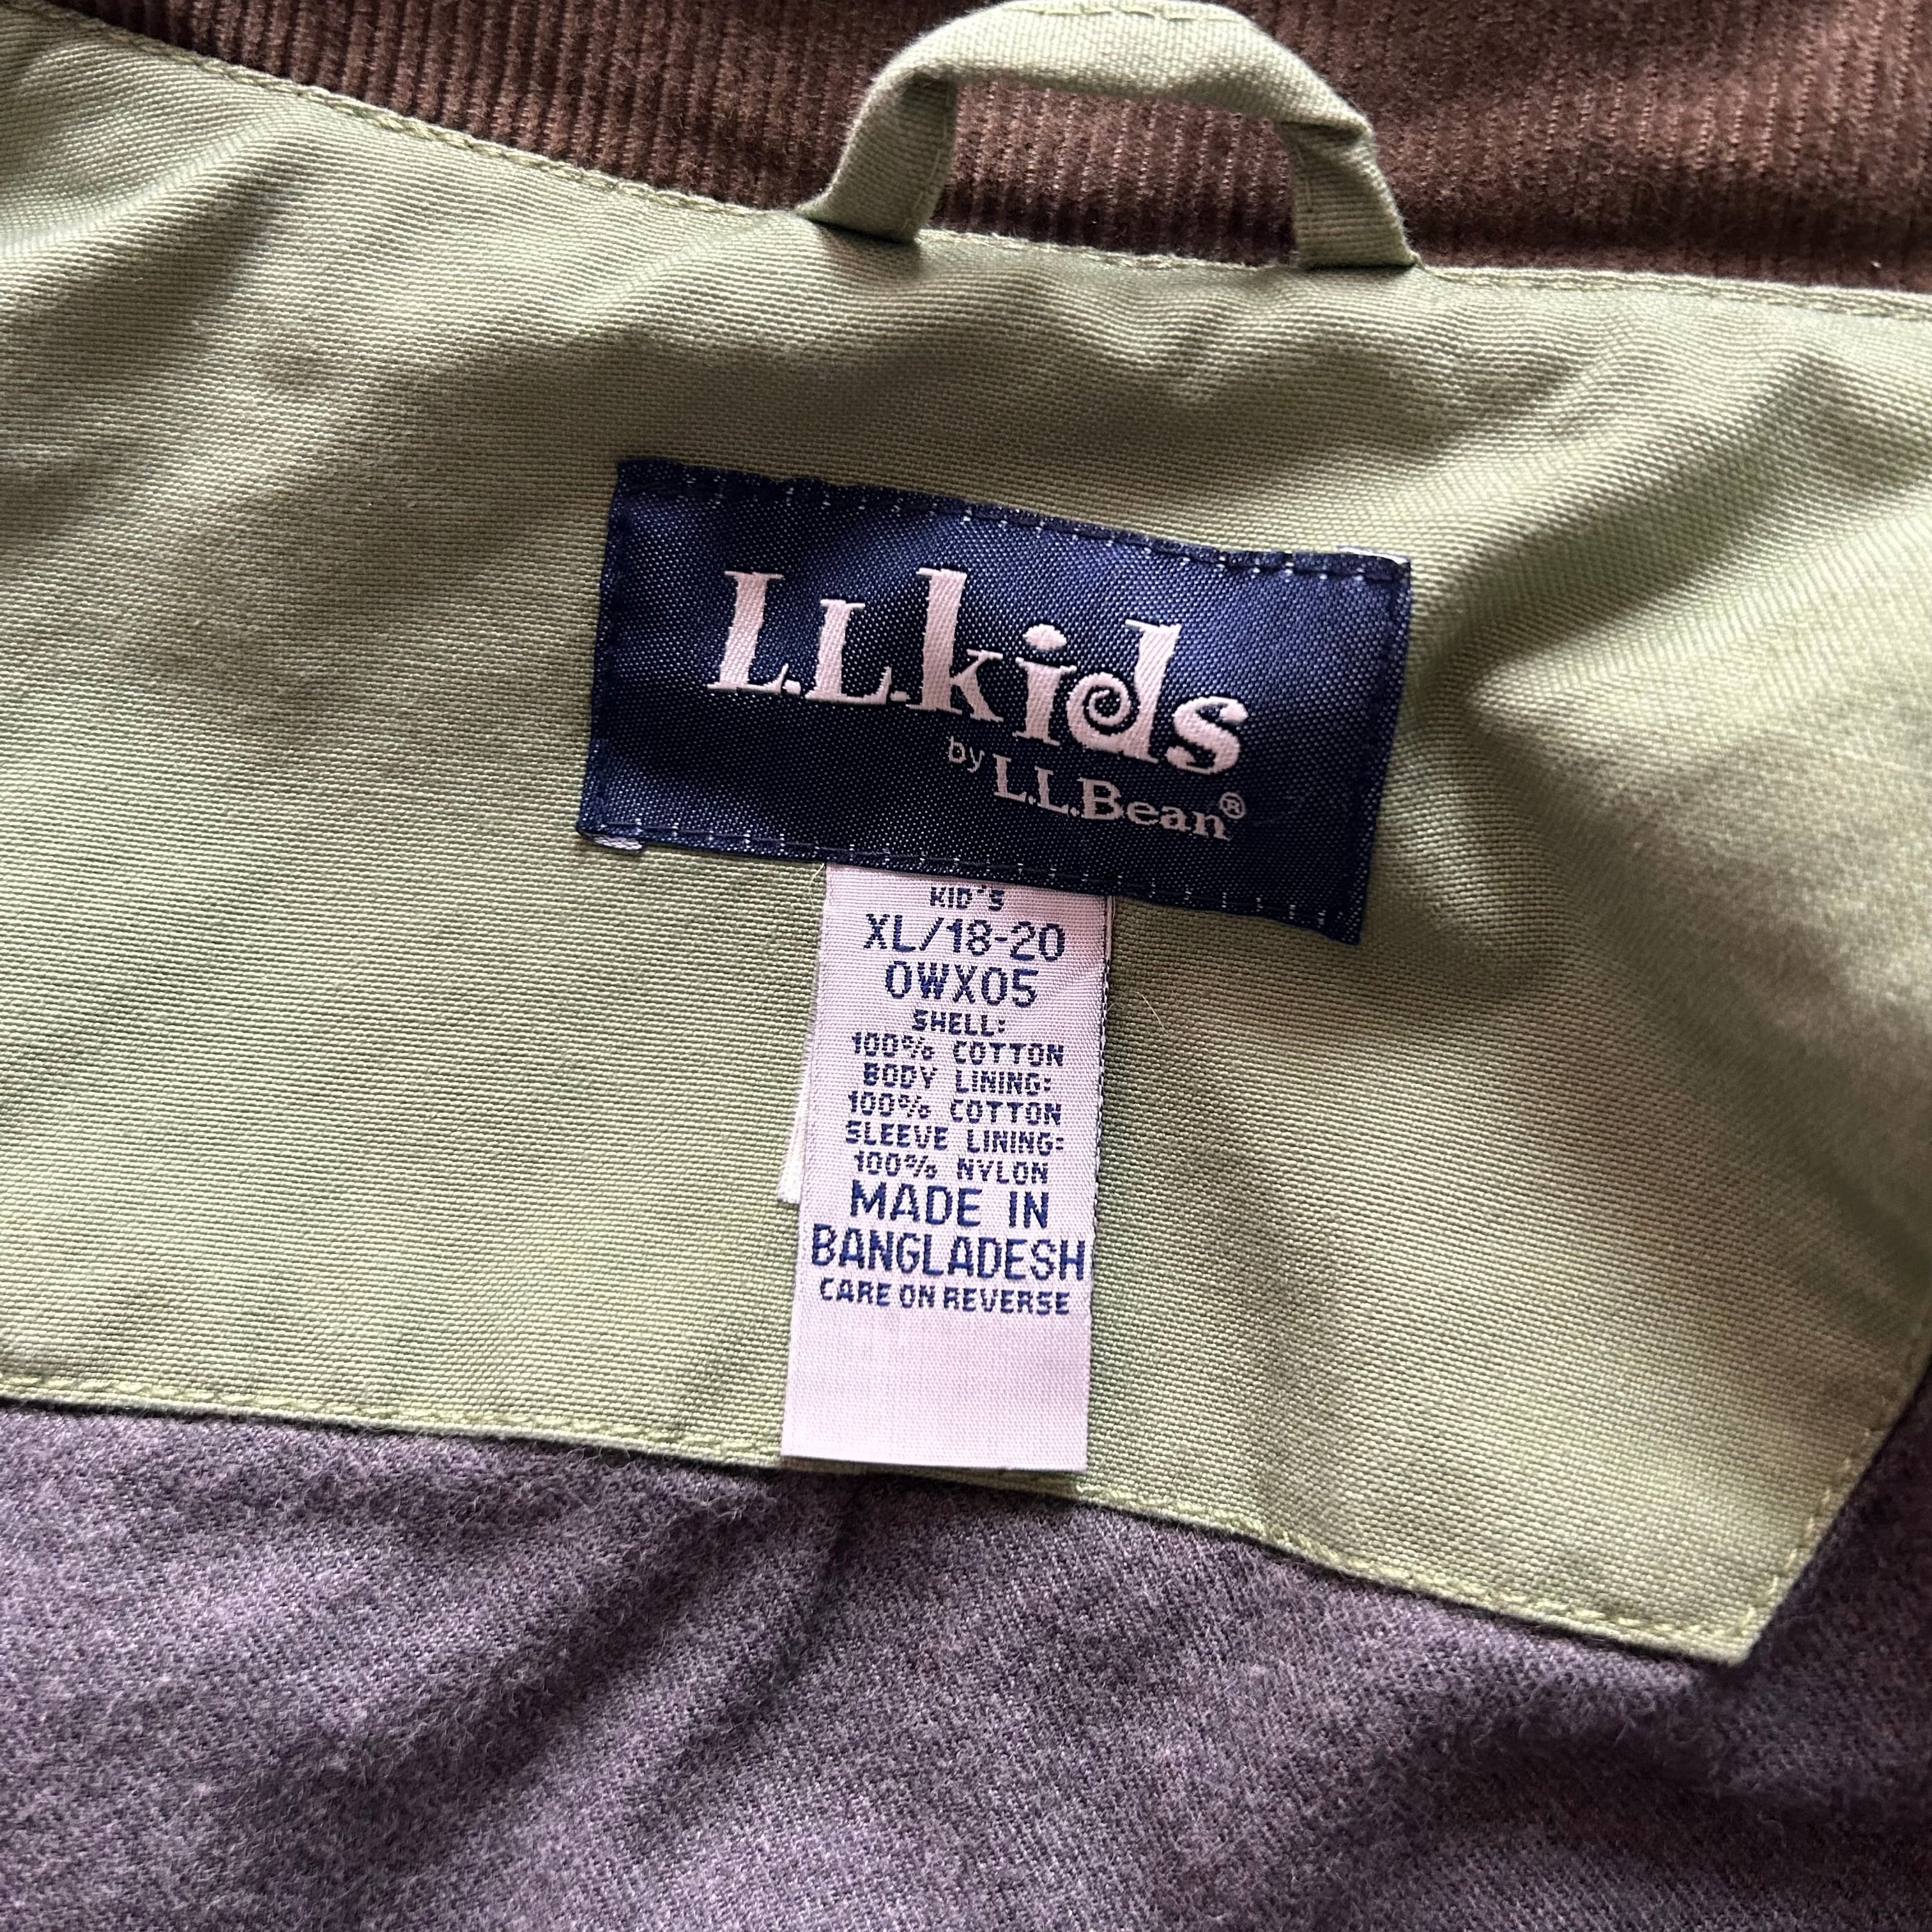 L.L.kids
by L.L.Bean®
KID'S
XL/18-20
OWX05
SHELL:
100% COTTON
BODY LINING:
100% COTTON
SLEEVE LINING:
100% NYLON
MADE IN
BANGLADESH
CARE ON REVERSE